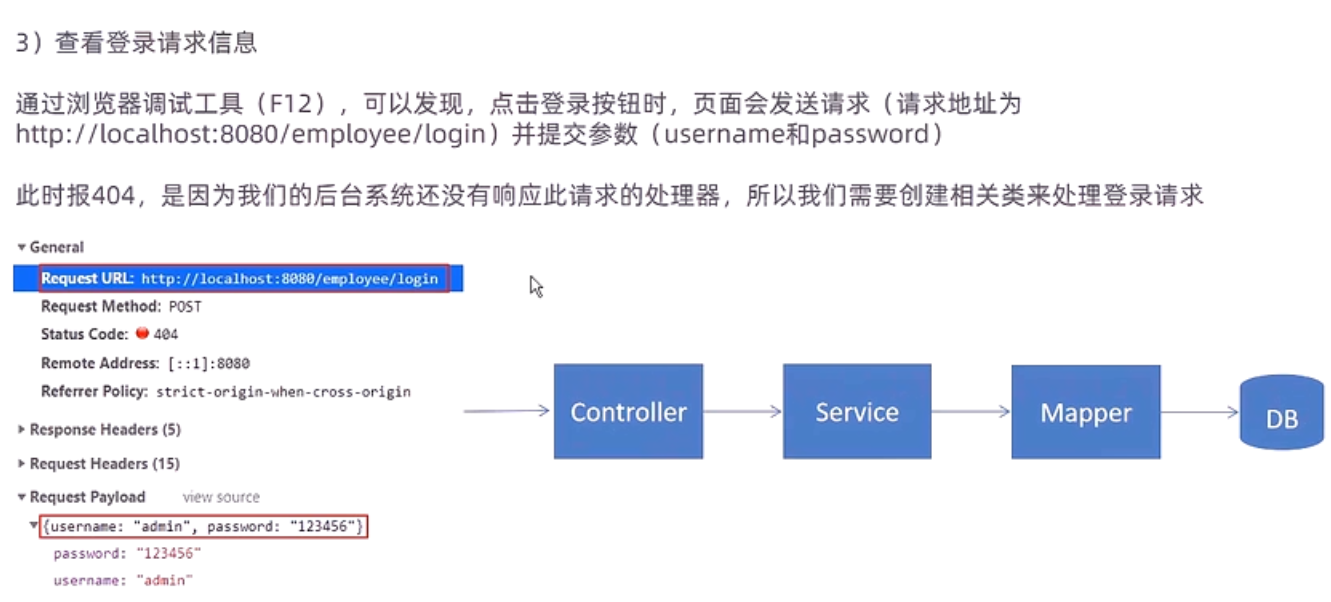 3）查看登录请求信息
通过浏览器调试工具（F12），可以发现，点击登录按钮时，页面会发送请求（请求地址为
http://localhost:8080/employee/login）并提交参数（username和password）
此时报404，是因为我们的后台系统还没有响应此请求的处理器，所以我们需要创建相关类来处理登录请求
General
Request URL: http://localhost:8080/employee/login
Request Method: POST
Status Code: 404
Remote Address: [::1]:8080
Referrer Policy: strict-origin-when-cross-origin
Response Headers (5)
Request Headers (15)
Request Payload view source
{username: "admin", password: "123456"}
password: "123456"
username: "admin"
Controller
Service
Mapper
DB